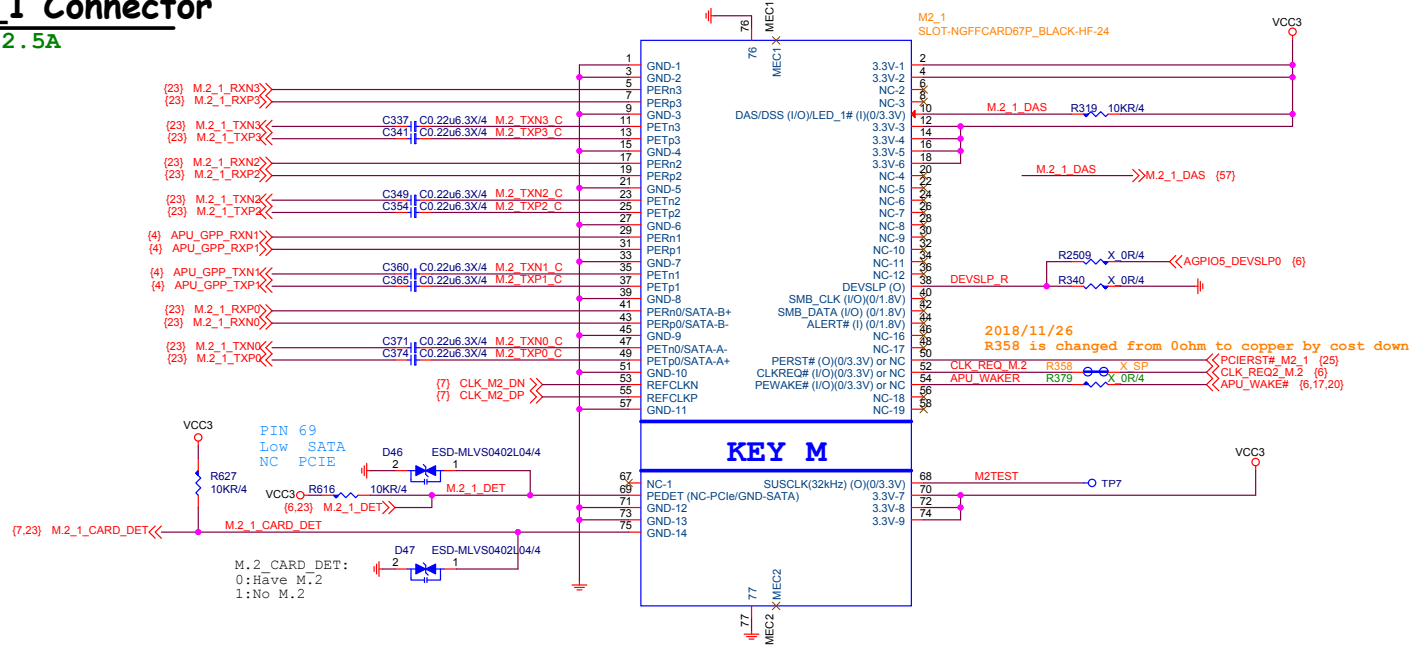 _1 Connector
2.5A
M2_1
SLOT-NGFFCARD67P_BLACK-HF-24
VCC3
76
MEC1
76
MEC1
1 GND-1
3 GND-2
{23} M.2_1_RXN3 5 PERn3
{23} M.2_1_RXP3 7 PERp3
9 GND-3
{23} M.2_1_TXN3 C337 C0.22u6.3X/4 M.2_TXN3_C 11 PETn3
{23} M.2_1_TXP3 C341 C0.22u6.3X/4 M.2_TXP3_C 13 PETp3
15 GND-4
{23} M.2_1_RXN2 17 PERn2
{23} M.2_1_RXP2 19 PERp2
21 GND-5
{23} M.2_1_TXN2 C349 C0.22u6.3X/4 M.2_TXN2_C 23 PETn2
{23} M.2_1_TXP2 C354 C0.22u6.3X/4 M.2_TXP2_C 25 PETp2
27 GND-6
{4} APU_GPP_RXN1 29 PERn1
{4} APU_GPP_RXP1 31 PERp1
33 GND-7
{4} APU_GPP_TXN1 C360 C0.22u6.3X/4 M.2_TXN1_C 35 PETn1
{4} APU_GPP_TXP1 C365 C0.22u6.3X/4 M.2_TXP1_C 37 PETp1
39 GND-8
{23} M.2_1_RXP0 41 PERn0/SATA-B+
{23} M.2_1_RXN0 43 PERp0/SATA-B-
45 GND-9
{23} M.2_1_TXN0 C371 C0.22u6.3X/4 M.2_TXN0_C 47 PETn0/SATA-A-
{23} M.2_1_TXP0 C374 C0.22u6.3X/4 M.2_TXP0_C 49 PETp0/SATA-A+
51 GND-10
{7} CLK_M2_DN 53 REFCLKN
{7} CLK_M2_DP 55 REFCLKP
57 GND-11
3.3V-1 2
3.3V-2 4
NC-2 6
NC-3 8
DAS/DSS (I/O)/LED_1# (I)(0/3.3V) 10 M.2_1_DAS R319 10KR/4
3.3V-3 12
3.3V-4 14
3.3V-5 16
3.3V-6 18
NC-4 20 M.2_1_DAS M.2_1_DAS {57}
NC-5 22
NC-6 24
NC-7 26
NC-8 28
NC-9 30
NC-10 32
NC-11 34 R2509 X_0R/4 AGPIO5_DEVSLP0 {6}
NC-12 36
DEVSLP (O) 38 DEVSLP_R R340 X_0R/4
SMB_CLK (I/O)(0/1.8V) 40
SMB_DATA (I/O) (0/1.8V) 42
ALERT# (I) (0/1.8V) 44
NC-16 46
NC-17 48
2018/11/26
R358 is changed from 0ohm to copper by cost down
PERST# (O)(0/3.3V) or NC 50 PCIERST#_M2_1 {25}
CLKREQ# (I/O)(0/3.3V) or NC 52 CLK_REQ_M.2 R358 X_SP CLK_REQ2_M.2 {6}
PEWAKE# (I/O)(0/3.3V) or NC 54 APU_WAKER R379 X_0R/4 APU_WAKE# {6,17,20}
NC-18 56
NC-19 58
KEY M
VCC3
R627
10KR/4
PIN 69
Low SATA
NC PCIE
D46 ESD-MLVS0402L04/4
2 1
VCC3 R616 10KR/4 M.2_1_DET
{6,23} M.2_1_DET
{7,23} M.2_1_CARD_DET M.2_1_CARD_DET
67 NC-1
69 PEDET (NC-PCIe/GND-SATA)
71 GND-12
73 GND-13
75 GND-14
SUSCLK(32kHz) (O)(0/3.3V) 68 M2TEST TP7
3.3V-7 70
3.3V-8 72
3.3V-9 74
VCC3
D47 ESD-MLVS0402L04/4
2 1
M.2_CARD_DET:
0:Have M.2
1:No M.2
77
MEC2
77
MEC2